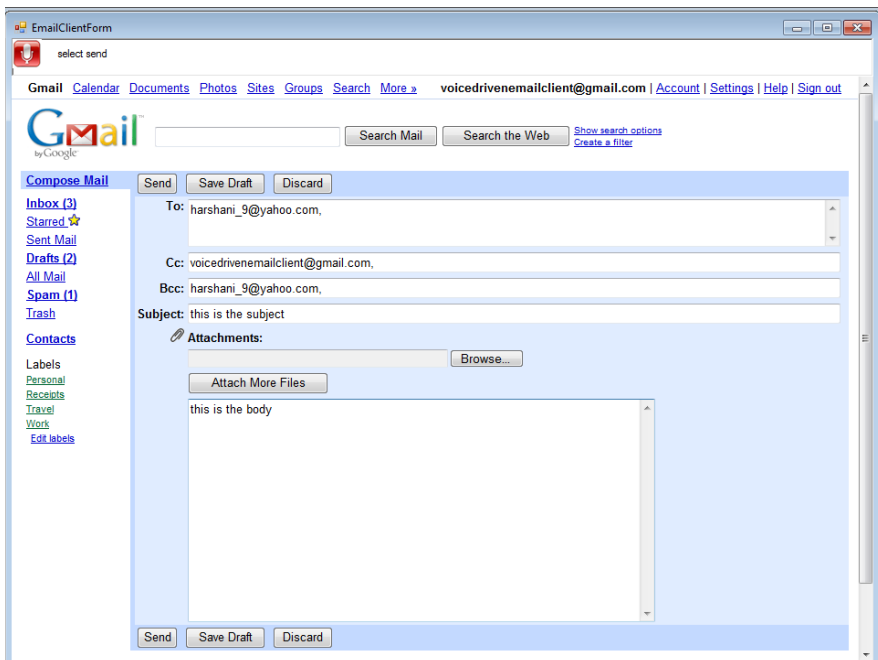 EmailClientForm
select send
Gmail Calendar Documents Photos Sites Groups Search More » voicedrivenemailclient@gmail.com | Account | Settings | Help | Sign out
Gmail™
by Google
Search Mail Search the Web Show search options
Create a filter
Compose Mail Send Save Draft Discard
Inbox (3) To: harshani_9@yahoo.com,
Starred
Sent Mail
Drafts (2) Cc: voicedrivenemailclient@gmail.com,
All Mail
Spam (1) Bcc: harshani_9@yahoo.com,
Trash Subject: this is the subject
Contacts Attachments:
Browse...
Labels
Personal Attach More Files
Receipts
Travel this is the body
Work
Edit labels
Send Save Draft Discard